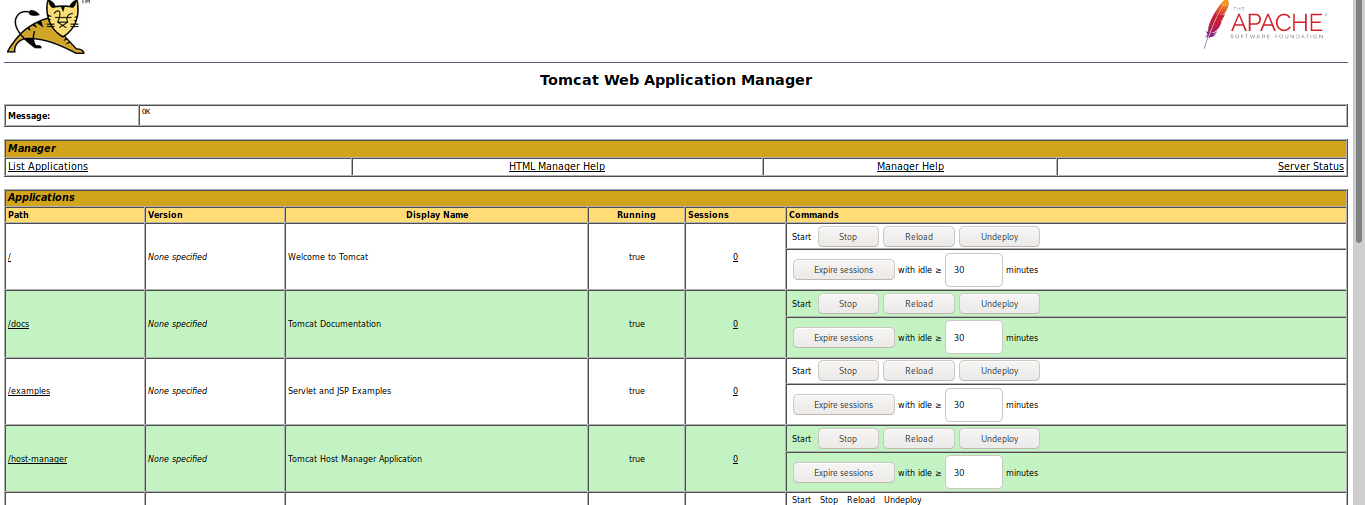 TM
THE
APACHE
SOFTWARE FOUNDATION
Tomcat Web Application Manager
Message: OK
Manager
List Applications HTML Manager Help Manager Help Server Status
Applications
Path Version Display Name Running Sessions Commands
Start Stop Reload Undeploy
/ None specified Welcome to Tomcat true 0
Expire sessions with idle ≥ 30 minutes
Start Stop Reload Undeploy
/docs None specified Tomcat Documentation true 0
Expire sessions with idle ≥ 30 minutes
Start Stop Reload Undeploy
/examples None specified Servlet and JSP Examples true 0
Expire sessions with idle ≥ 30 minutes
Start Stop Reload Undeploy
/host-manager None specified Tomcat Host Manager Application true 0
Expire sessions with idle ≥ 30 minutes
Start Stop Reload Undeploy